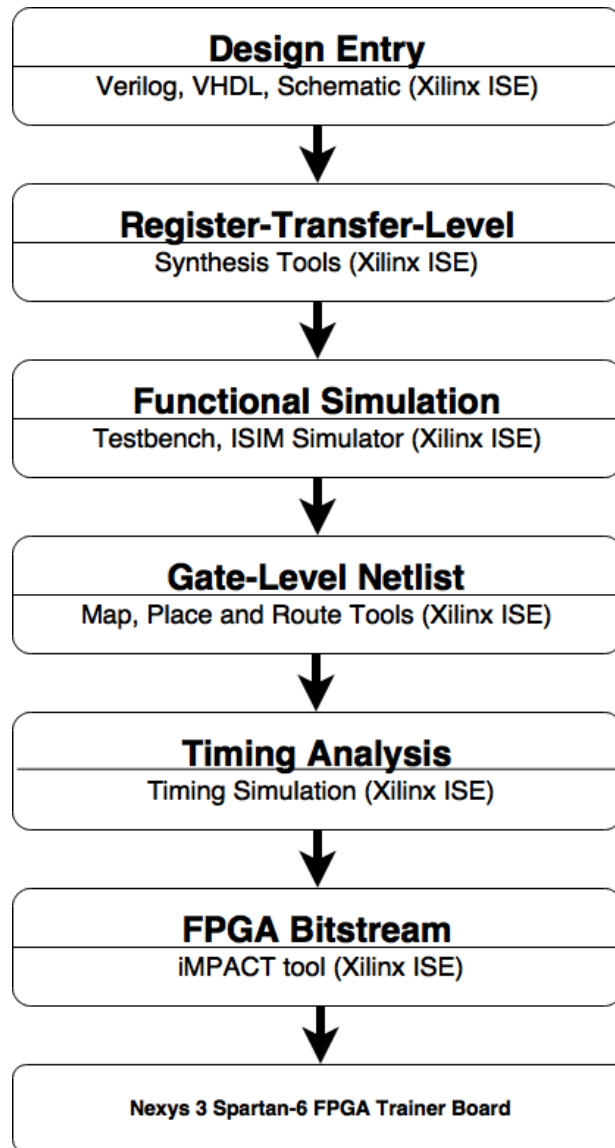 Design Entry
Verilog, VHDL, Schematic (Xilinx ISE)
Register-Transfer-Level
Synthesis Tools (Xilinx ISE)
Functional Simulation
Testbench, ISIM Simulator (Xilinx ISE)
Gate-Level Netlist
Map, Place and Route Tools (Xilinx ISE)
Timing Analysis
Timing Simulation (Xilinx ISE)
FPGA Bitstream
iMPACT tool (Xilinx ISE)
Nexys 3 Spartan-6 FPGA Trainer Board